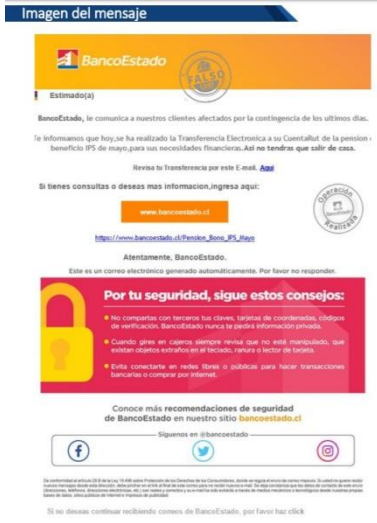 Imagen del mensaje
BancoEstado
FALSO
Estimado(a)
BancoEstado, le comunica a nuestros clientes afectados por la contingencia de los ultimos dias.
Te informamos que hoy,se ha realizado la Transferencia Electronica a su CuentaRut de la pension o
beneficio IPS de mayo,para sus necesidades financieras.Asi no tendras que salir de casa.
Revisa tu Transferencia por este E-mail. Aqui
Si tienes consultas o deseas mas informacion,ingresa aqui:
Operación
BancoEstado
Realizada
www.bancoestado.cl
https://www.bancoestado.cl/Pension_Bono_IPS_Mayo
Atentamente, BancoEstado.
Este es un correo electrónico generado automáticamente. Por favor no responder.
Por tu seguridad, sigue estos consejos:
No compartas con terceros tus claves, tarjetas de coordenadas, códigos
de verificación. BancoEstado nunca te pedirá información privada.
Cuando gires en cajeros siempre revisa que no esté manipulado, que
existan objetos extraños en el teclado, ranura o lector de tarjeta.
Evita conectarte en redes libres o públicas para hacer transacciones
bancarias o comprar por internet.
Conoce más recomendaciones de seguridad
de BancoEstado en nuestro sitio bancoestado.cl
Síguenos en @bancoestado
Si no deseas continuar recibiendo correos de BancoEstado, por favor haz click